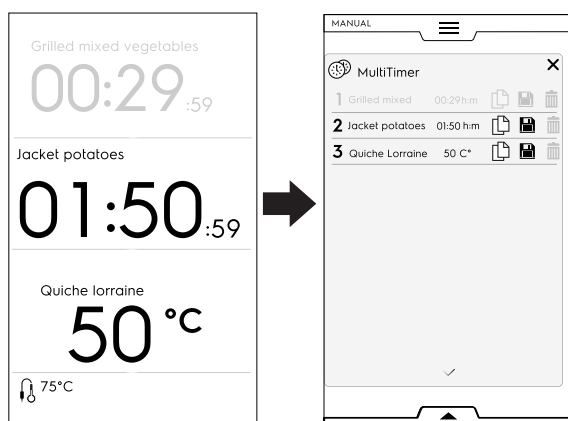 Grilled mixed vegetables
00:29:59
Jacket potatoes
01:50:59
Quiche lorraine
50 °C
75°C
MANUAL
MultiTimer
1 Grilled mixed 00:29 h:m
2 Jacket potatoes 01:50 h:m
3 Quiche Lorraine 50 C°